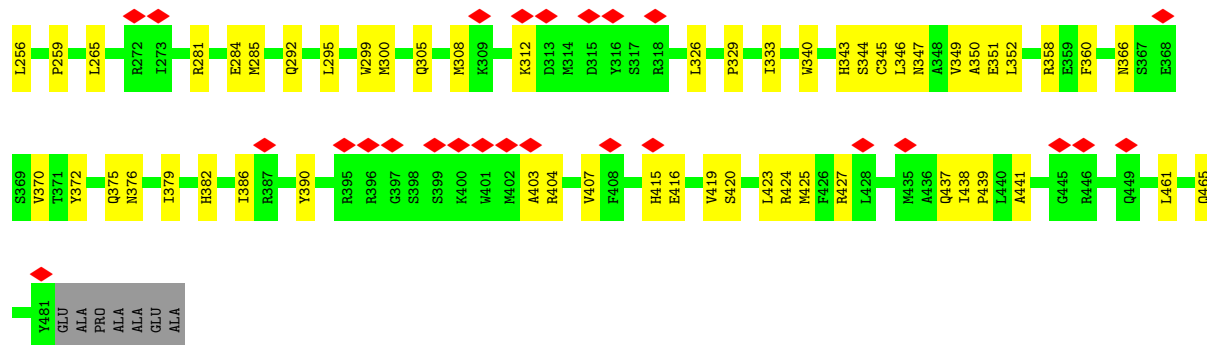 L256 P259 L265 R272 I273 R281 E284 M285 Q292 L295 W299 M300 Q305 M308 K309 K312 D313 M314 D315 Y316 S317 R318 L326 P329 I333 W340 H343 S344 C345 L346 N347 A348 V349 A350 E351 L352 R358 E359 F360 N366 S367 E368
S369 V370 T371 Y372 Q375 N376 I379 H382 I386 R387 Y390 R395 R396 G397 S398 S399 K400 W401 M402 A403 R404 V407 F408 H415 E416 V419 S420 L423 R424 M425 F426 R427 L428 M435 A436 Q437 I438 P439 L440 A441 G445 R446 Q449 L461 Q465
Y481 GLU ALA PRO ALA ALA GLU ALA